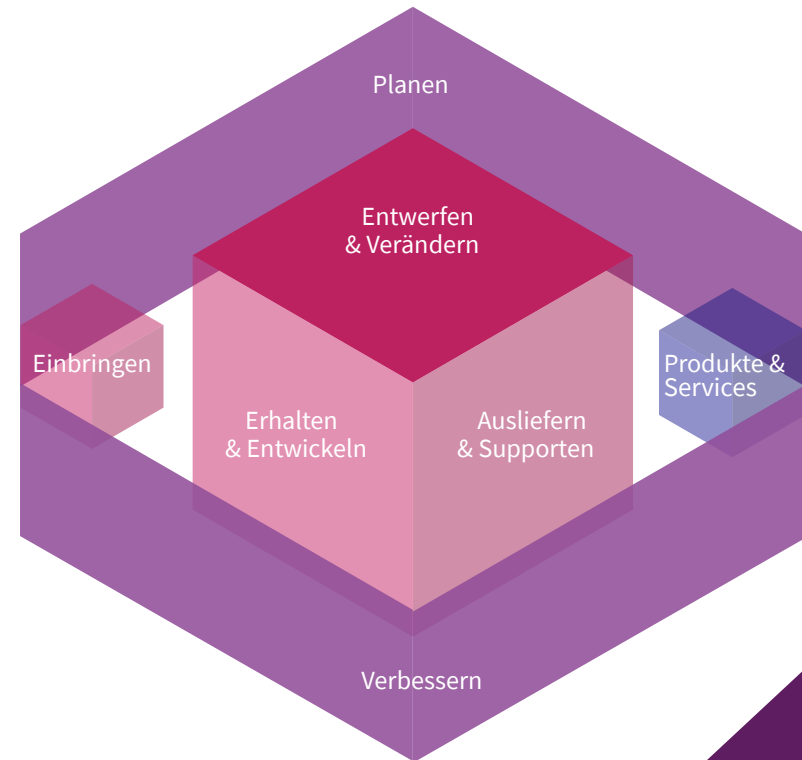 Planen
Entwerfen
& Verändern
Einbringen
Produkte &
Services
Erhalten
& Entwickeln
Ausliefern
& Supporten
Verbessern